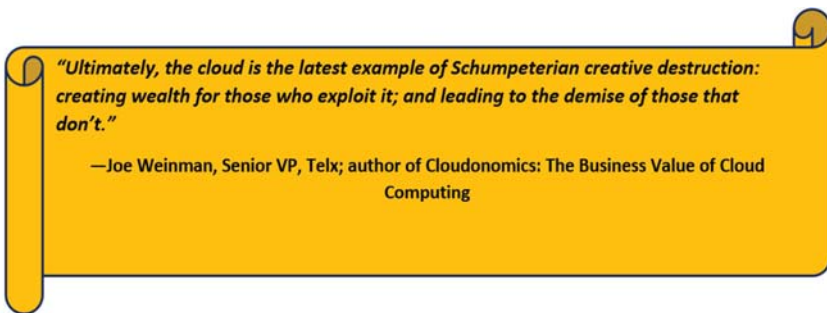 “Ultimately, the cloud is the latest example of Schumpeterian creative destruction:
creating wealth for those who exploit it; and leading to the demise of those that
don’t.”
—Joe Weinman, Senior VP, Telx; author of Cloudonomics: The Business Value of Cloud
Computing